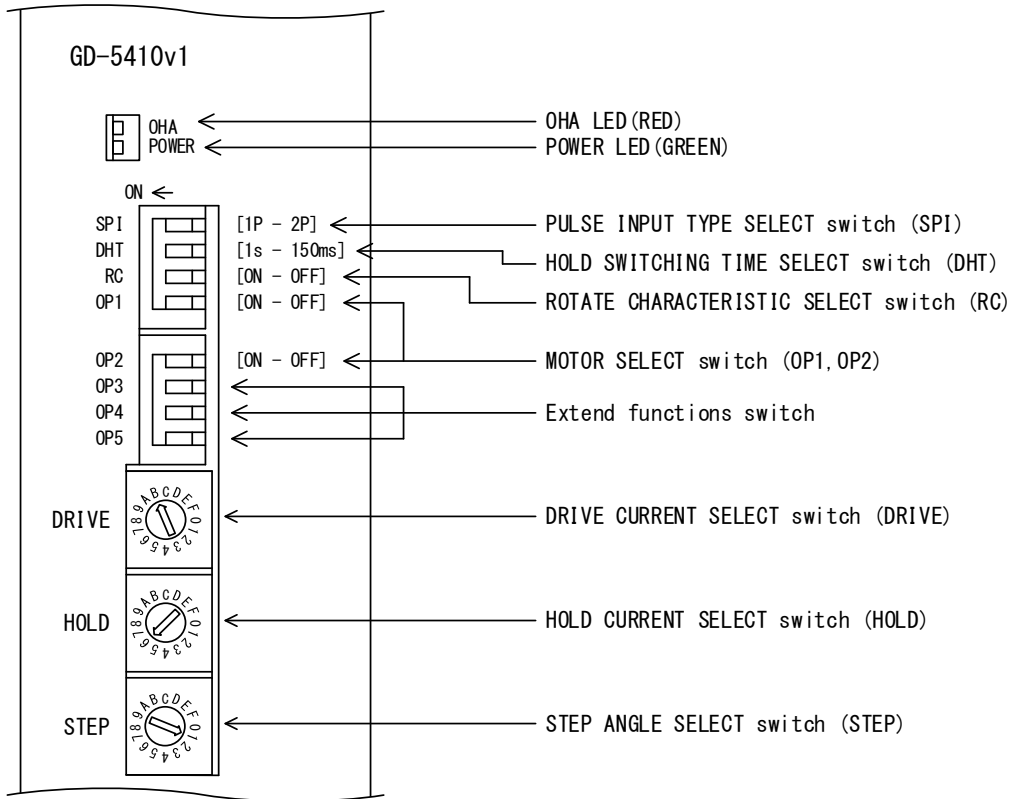 GD-5410v1
OHA OHA LED(RED)
POWER POWER LED(GREEN)
ON
SPI [1P - 2P] PULSE INPUT TYPE SELECT switch (SPI)
DHT [1s - 150ms] HOLD SWITCHING TIME SELECT switch (DHT)
RC [ON - OFF] ROTATE CHARACTERISTIC SELECT switch (RC)
OP1 [ON - OFF]
OP2 [ON - OFF] MOTOR SELECT switch (OP1,OP2)
OP3
OP4 Extend functions switch
OP5
DRIVE 0123456789ABCDEF DRIVE CURRENT SELECT switch (DRIVE)
HOLD 0123456789ABCDEF HOLD CURRENT SELECT switch (HOLD)
STEP 0123456789ABCDEF STEP ANGLE SELECT switch (STEP)